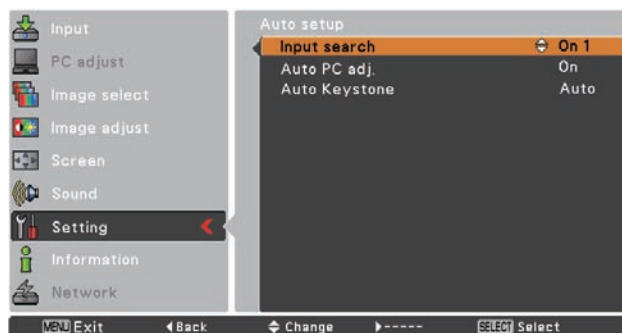 Input
PC adjust
Image select
Image adjust
Screen
Sound
Setting
Information
Network
Auto setup
Input search On 1
Auto PC adj. On
Auto Keystone Auto
MENU Exit Back Change ----- SELECT Select